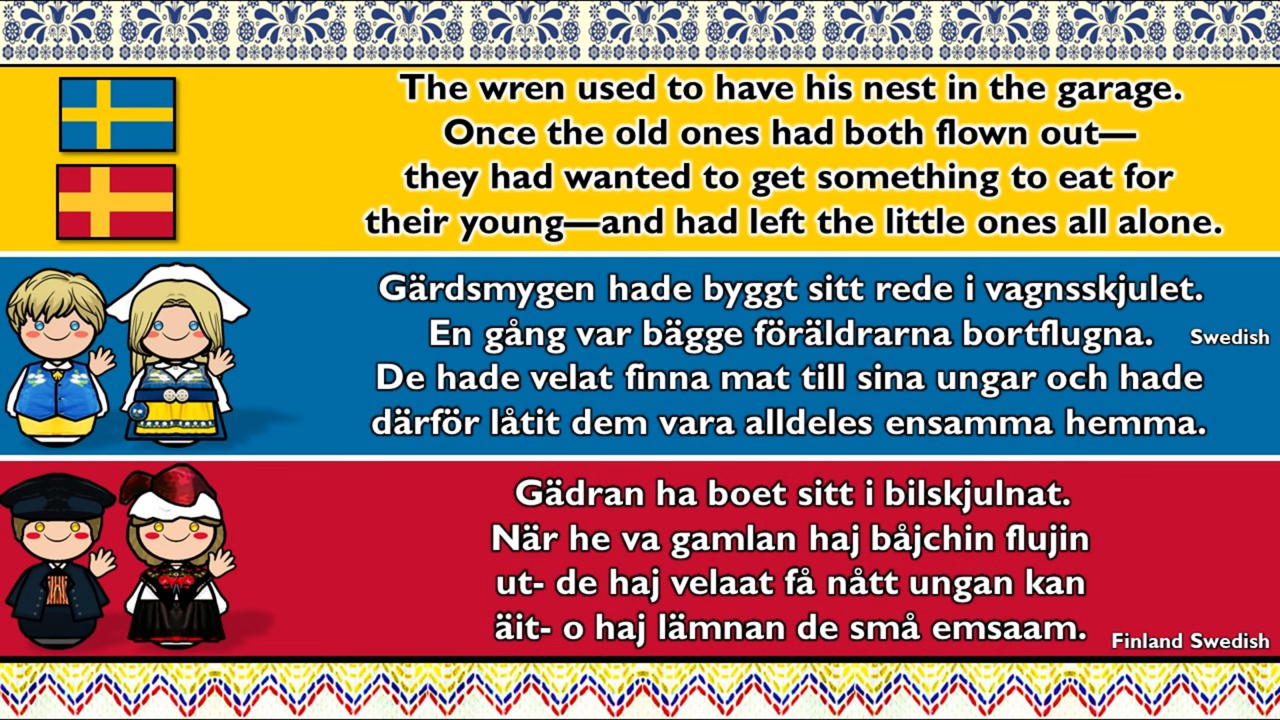 The wren used to have his nest in the garage.
Once the old ones had both flown out—
they had wanted to get something to eat for
their young—and had left the little ones all alone.
Gärdsmygen hade byggt sitt rede i vagnsskjulet.
En gång var bägge föräldrarna bortflugna.
Swedish
De hade velat finna mat till sina ungar och hade
därför låtit dem vara alldeles ensamma hemma.
Gädran ha boet sitt i bilskjulnat.
När he va gamlan haj båjchin flujin
ut- de haj velaat få nått ungan kan
äit- o haj lämnan de små emsaam.
Finland Swedish